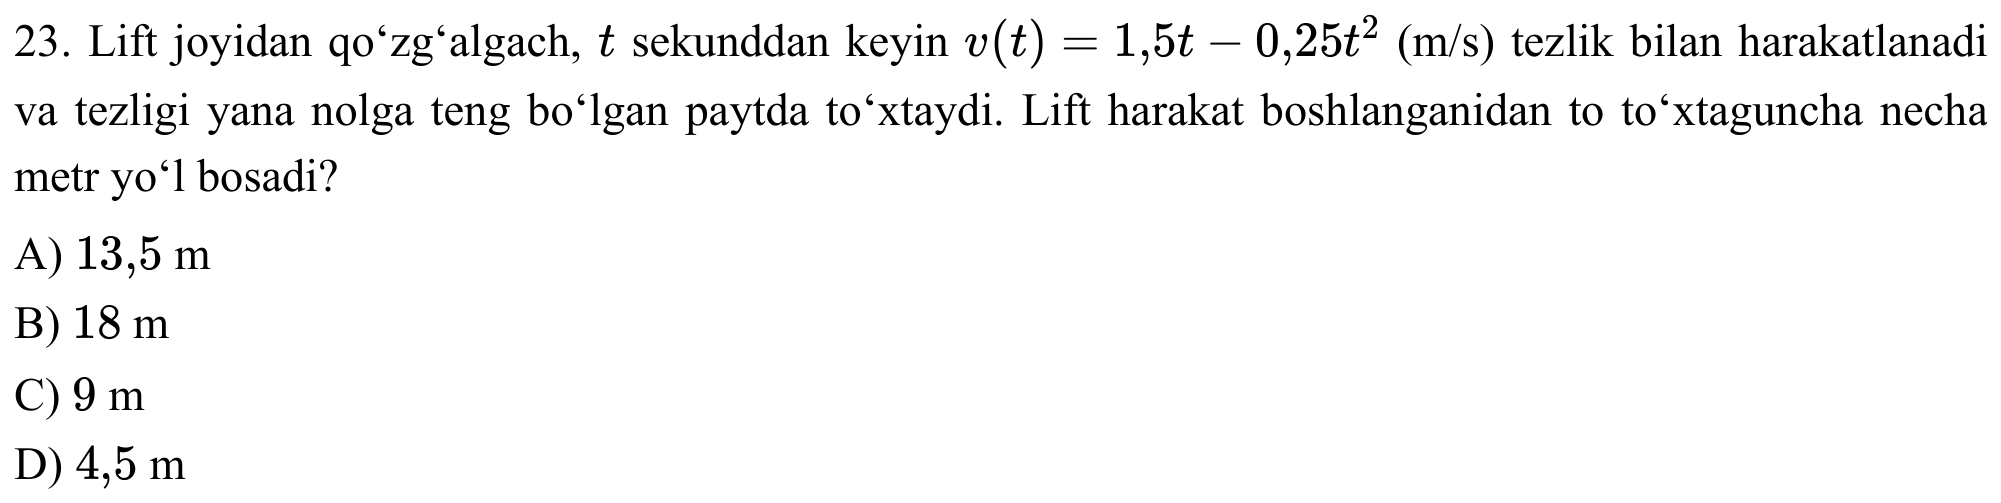 23. Lift joyidan qo‘zg‘algach, t sekunddan keyin v(t) = 1,5t − 0,25t² (m/s) tezlik bilan harakatlanadi
va tezligi yana nolga teng bo‘lgan paytda to‘xtaydi. Lift harakat boshlanganidan to to‘xtaguncha necha
metr yo‘l bosadi?
A) 13,5 m
B) 18 m
C) 9 m
D) 4,5 m